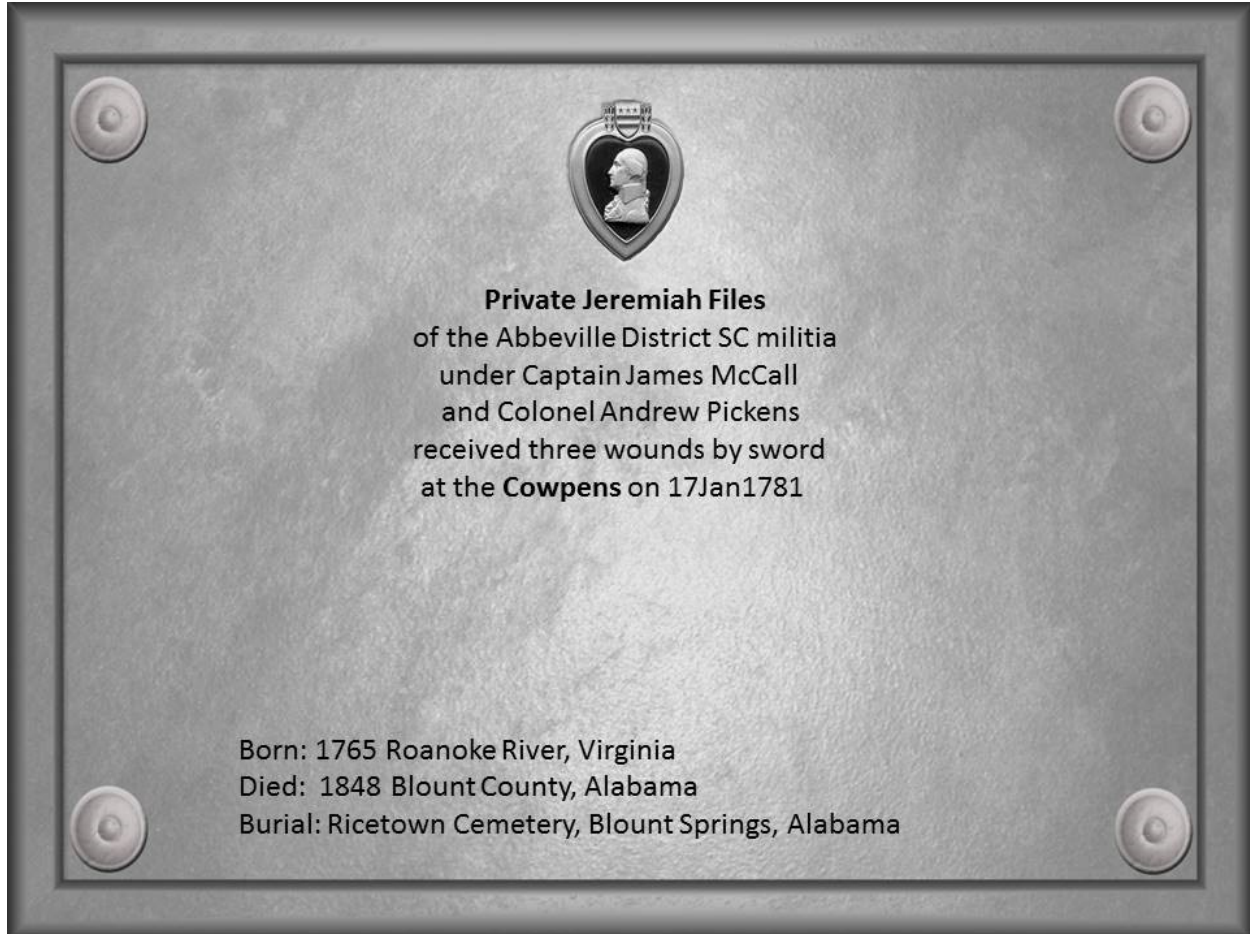 Private Jeremiah Files
of the Abbeville District SC militia
under Captain James McCall
and Colonel Andrew Pickens
received three wounds by sword
at the Cowpens on 17Jan1781
Born: 1765 Roanoke River, Virginia
Died: 1848 Blount County, Alabama
Burial: Ricetown Cemetery, Blount Springs, Alabama